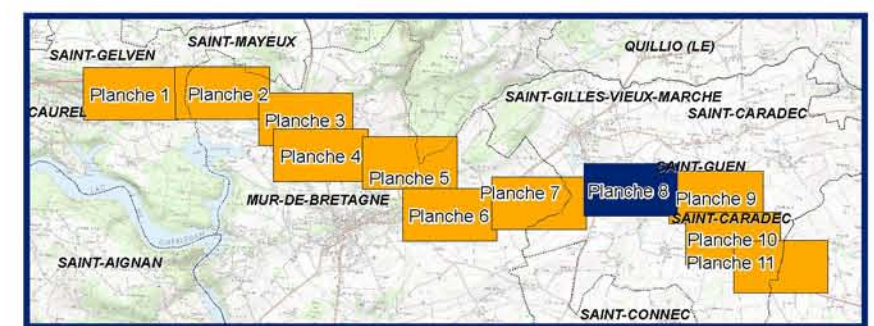 SAINT-MAYEUX
QUILLIO (LE)
SAINT-GELVEN
Planche 1
Planche 2
SAINT-GILLES-VIEUX-MARCHE
CAUREL
SAINT-CARADEC
Planche 3
Planche 4
SAINT-GUEN
Planche 5
Planche 7
Planche 8
Planche 9
MUR-DE-BRETAGNE
Planche 6
SAINT-CARADEC
Planche 10
SAINT-AIGNAN
Planche 11
SAINT-CONNEC